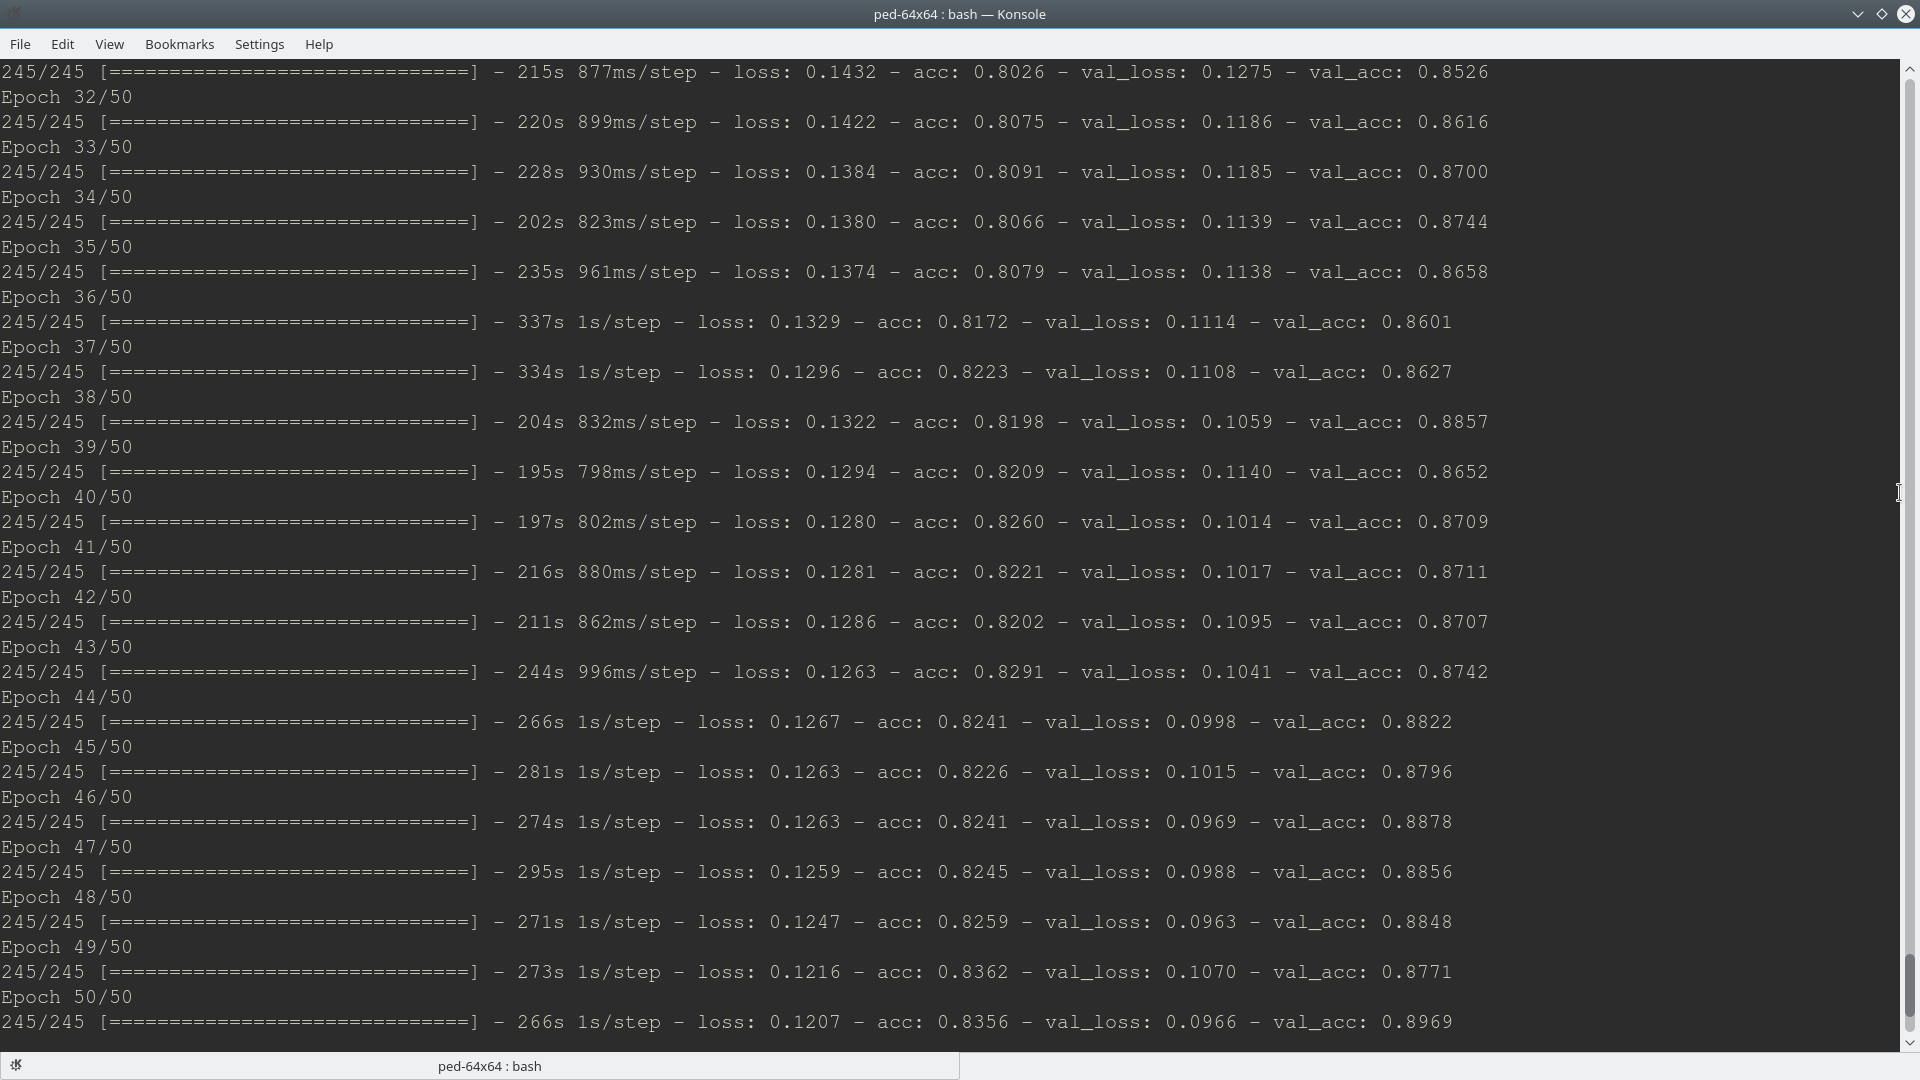 ped-64x64 : bash — Konsole
File Edit View Bookmarks Settings Help
245/245 [==============================] - 215s 877ms/step - loss: 0.1432 - acc: 0.8026 - val_loss: 0.1275 - val_acc: 0.8526
Epoch 32/50
245/245 [==============================] - 220s 899ms/step - loss: 0.1422 - acc: 0.8075 - val_loss: 0.1186 - val_acc: 0.8616
Epoch 33/50
245/245 [==============================] - 228s 930ms/step - loss: 0.1384 - acc: 0.8091 - val_loss: 0.1185 - val_acc: 0.8700
Epoch 34/50
245/245 [==============================] - 202s 823ms/step - loss: 0.1380 - acc: 0.8066 - val_loss: 0.1139 - val_acc: 0.8744
Epoch 35/50
245/245 [==============================] - 235s 961ms/step - loss: 0.1374 - acc: 0.8079 - val_loss: 0.1138 - val_acc: 0.8658
Epoch 36/50
245/245 [==============================] - 337s 1s/step - loss: 0.1329 - acc: 0.8172 - val_loss: 0.1114 - val_acc: 0.8601
Epoch 37/50
245/245 [==============================] - 334s 1s/step - loss: 0.1296 - acc: 0.8223 - val_loss: 0.1108 - val_acc: 0.8627
Epoch 38/50
245/245 [==============================] - 204s 832ms/step - loss: 0.1322 - acc: 0.8198 - val_loss: 0.1059 - val_acc: 0.8857
Epoch 39/50
245/245 [==============================] - 195s 798ms/step - loss: 0.1294 - acc: 0.8209 - val_loss: 0.1140 - val_acc: 0.8652
Epoch 40/50
245/245 [==============================] - 197s 802ms/step - loss: 0.1280 - acc: 0.8260 - val_loss: 0.1014 - val_acc: 0.8709
Epoch 41/50
245/245 [==============================] - 216s 880ms/step - loss: 0.1281 - acc: 0.8221 - val_loss: 0.1017 - val_acc: 0.8711
Epoch 42/50
245/245 [==============================] - 211s 862ms/step - loss: 0.1286 - acc: 0.8202 - val_loss: 0.1095 - val_acc: 0.8707
Epoch 43/50
245/245 [==============================] - 244s 996ms/step - loss: 0.1263 - acc: 0.8291 - val_loss: 0.1041 - val_acc: 0.8742
Epoch 44/50
245/245 [==============================] - 266s 1s/step - loss: 0.1267 - acc: 0.8241 - val_loss: 0.0998 - val_acc: 0.8822
Epoch 45/50
245/245 [==============================] - 281s 1s/step - loss: 0.1263 - acc: 0.8226 - val_loss: 0.1015 - val_acc: 0.8796
Epoch 46/50
245/245 [==============================] - 274s 1s/step - loss: 0.1263 - acc: 0.8241 - val_loss: 0.0969 - val_acc: 0.8878
Epoch 47/50
245/245 [==============================] - 295s 1s/step - loss: 0.1259 - acc: 0.8245 - val_loss: 0.0988 - val_acc: 0.8856
Epoch 48/50
245/245 [==============================] - 271s 1s/step - loss: 0.1247 - acc: 0.8259 - val_loss: 0.0963 - val_acc: 0.8848
Epoch 49/50
245/245 [==============================] - 273s 1s/step - loss: 0.1216 - acc: 0.8362 - val_loss: 0.1070 - val_acc: 0.8771
Epoch 50/50
245/245 [==============================] - 266s 1s/step - loss: 0.1207 - acc: 0.8356 - val_loss: 0.0966 - val_acc: 0.8969
ped-64x64 : bash